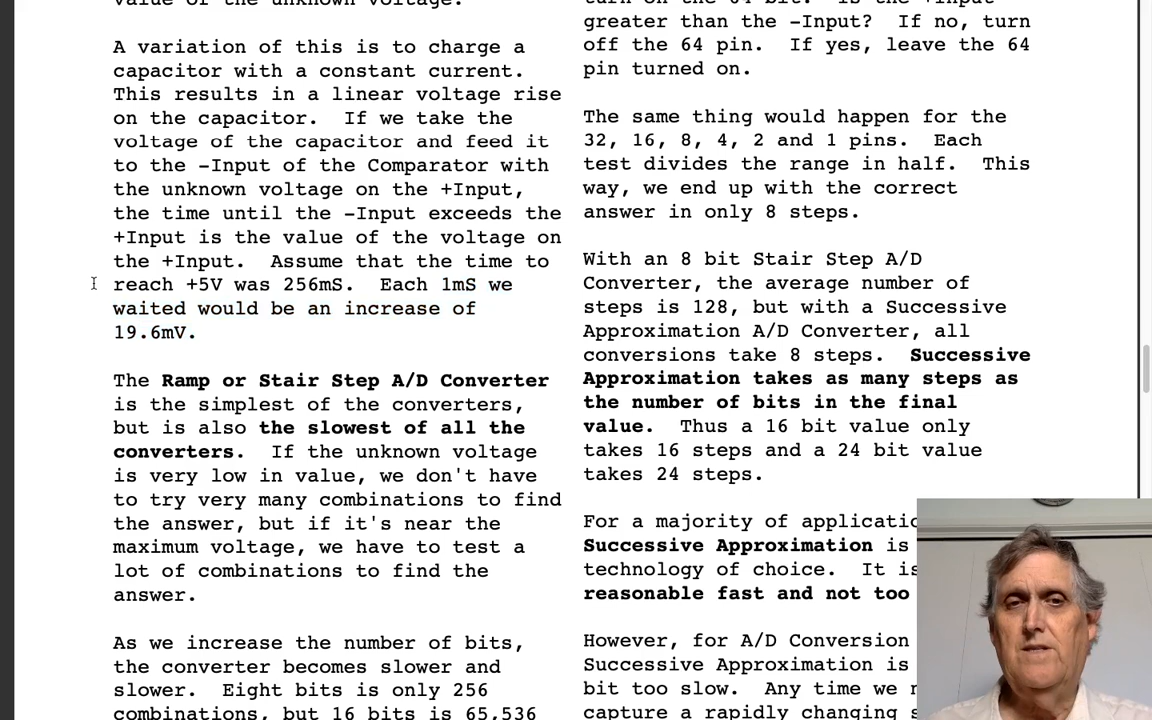 value of the unknown voltage.
A variation of this is to charge a
capacitor with a constant current.
This results in a linear voltage rise
on the capacitor.  If we take the
voltage of the capacitor and feed it
to the -Input of the Comparator with
the unknown voltage on the +Input,
the time until the -Input exceeds the
+Input is the value of the voltage on
the +Input.  Assume that the time to
reach +5V was 256mS.  Each 1mS we
waited would be an increase of
19.6mV.
The Ramp or Stair Step A/D Converter
is the simplest of the converters,
but is also the slowest of all the
converters.  If the unknown voltage
is very low in value, we don't have
to try very many combinations to find
the answer, but if it's near the
maximum voltage, we have to test a
lot of combinations to find the
answer.
As we increase the number of bits,
the converter becomes slower and
slower.  Eight bits is only 256
combinations, but 16 bits is 65,536
turn on the 64 bit.  Is the +Input
greater than the -Input?  If no, turn
off the 64 pin.  If yes, leave the 64
pin turned on.
The same thing would happen for the
32, 16, 8, 4, 2 and 1 pins.  Each
test divides the range in half.  This
way, we end up with the correct
answer in only 8 steps.
With an 8 bit Stair Step A/D
Converter, the average number of
steps is 128, but with a Successive
Approximation A/D Converter, all
conversions take 8 steps.  Successive
Approximation takes as many steps as
the number of bits in the final
value.  Thus a 16 bit value only
takes 16 steps and a 24 bit value
takes 24 steps.
For a majority of
Successive Approximation is
technology of choice.  It
reasonable fast and not too
However, for A/D Conversion
Successive Approximation is
bit too slow.  Any time we
capture a rapidly changing